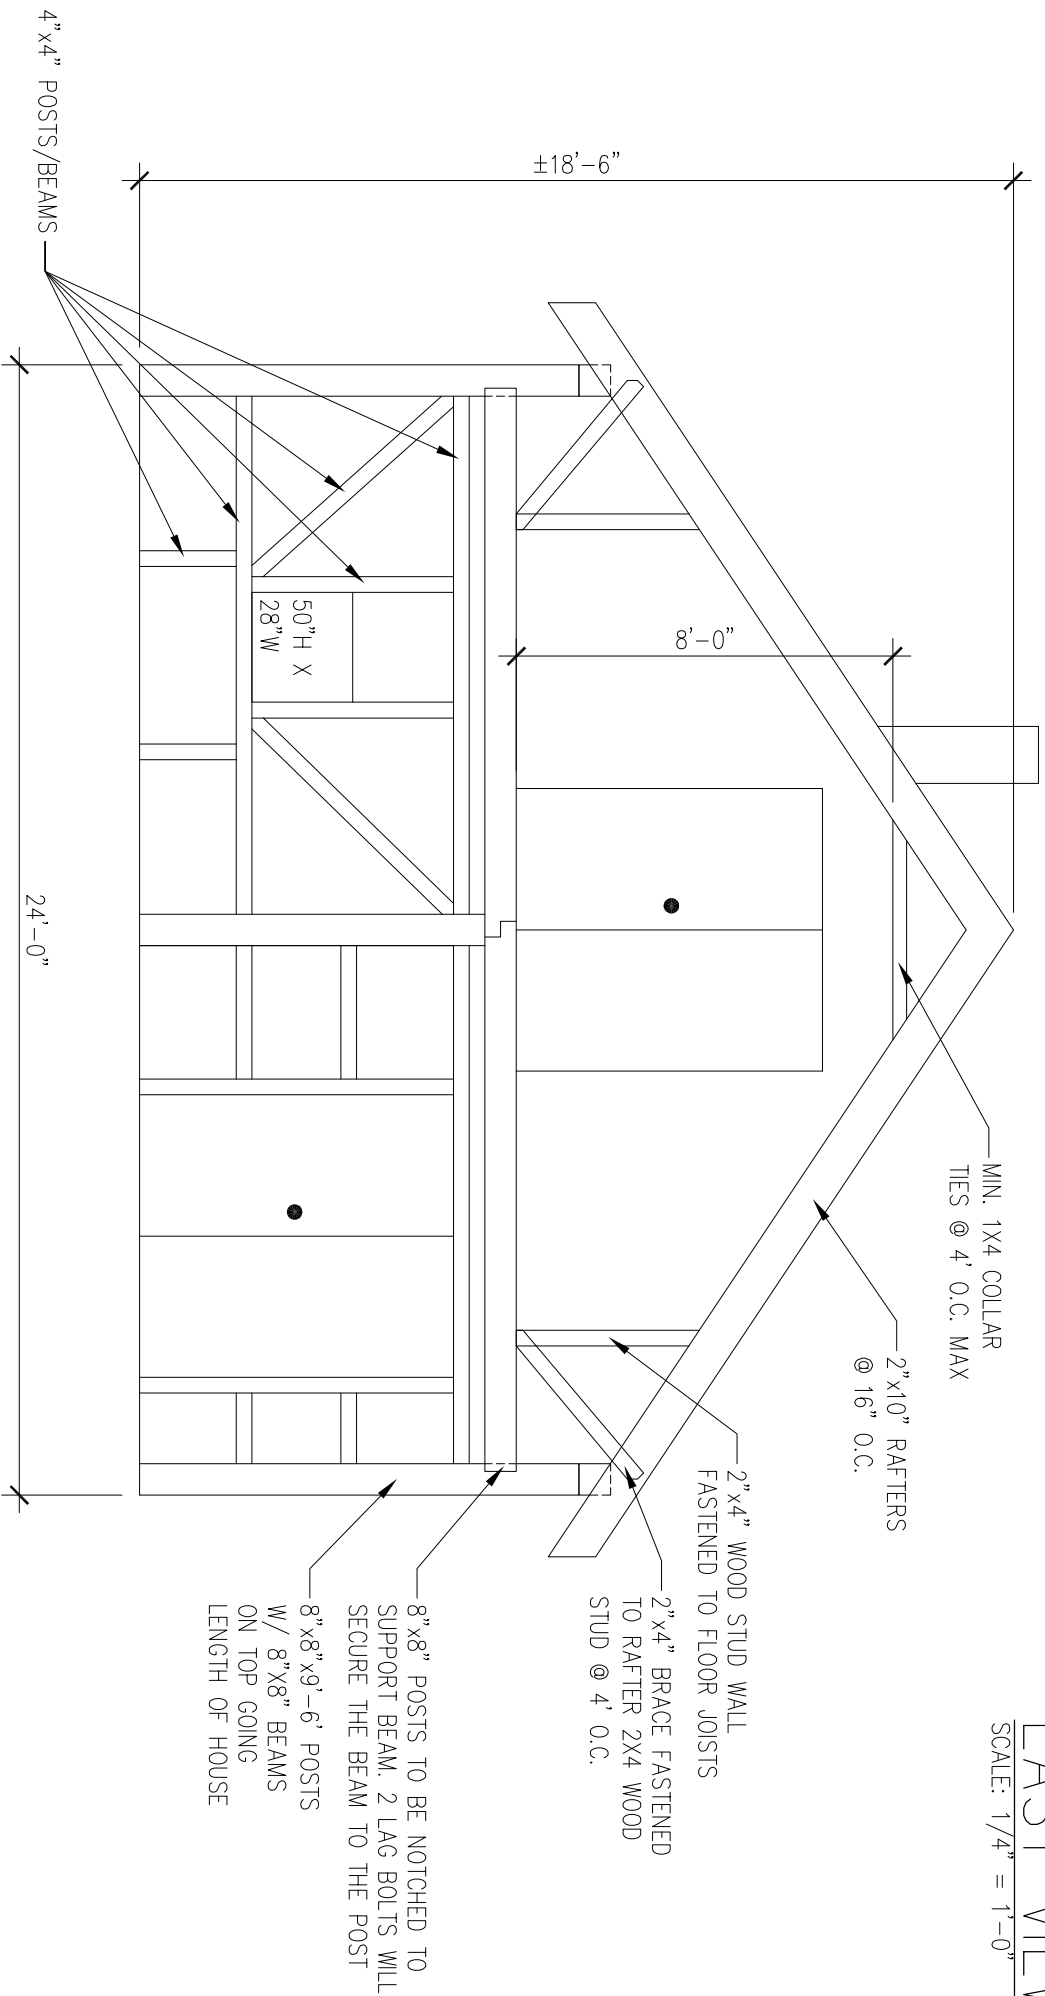 EAST VIEW
SCALE: 1/4" = 1'-0"
MIN. 1X4 COLLAR
TIES @ 4' O.C. MAX
2"x10" RAFTERS
@ 16" O.C.
2"x4" WOOD STUD WALL
FASTENED TO FLOOR JOISTS
2"x4" BRACE FASTENED
TO RAFTER 2X4 WOOD
STUD @ 4' O.C.
8"x8" POSTS TO BE NOTCHED TO
SUPPORT BEAM. 2 LAG BOLTS WILL
SECURE THE BEAM TO THE POST
8"x8"x9'-6' POSTS
W/ 8"X8" BEAMS
ON TOP GOING
LENGTH OF HOUSE
±18'-6"
8'-0"
50"H X
28"W
24'-0"
4"x4" POSTS/BEAMS